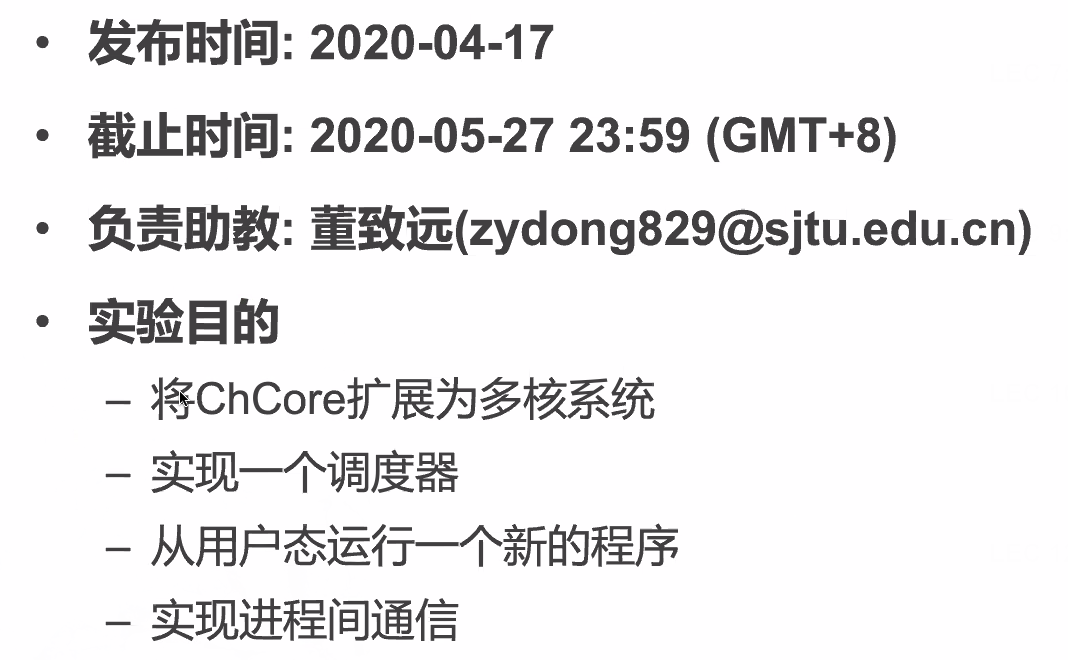 • 发布时间: 2020-04-17
• 截止时间: 2020-05-27 23:59 (GMT+8)
• 负责助教: 董致远(zydong829@sjtu.edu.cn)
• 实验目的
– 将ChCore扩展为多核系统
– 实现一个调度器
– 从用户态运行一个新的程序
– 实现进程间通信